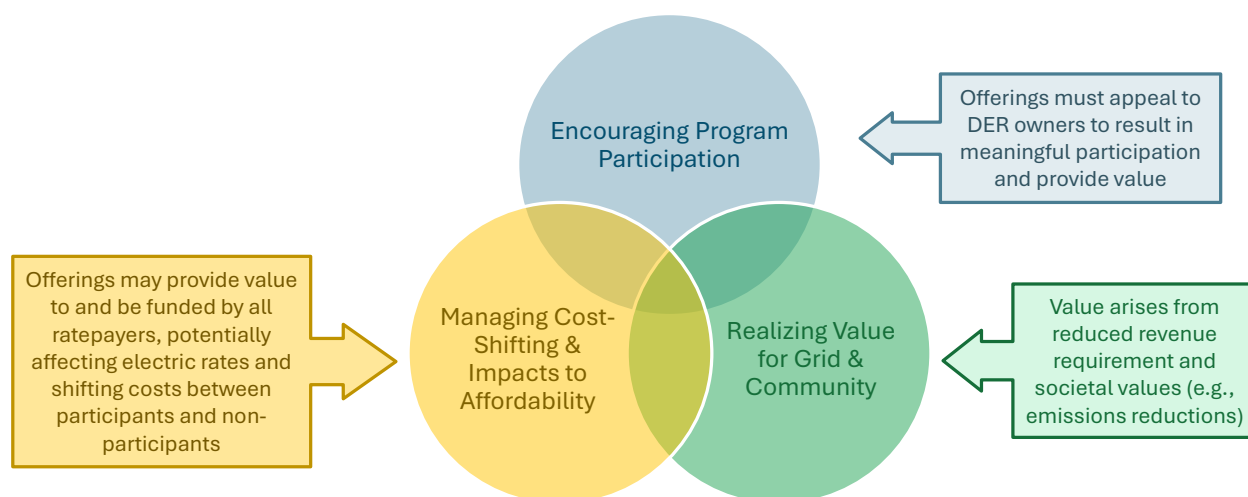 Encouraging Program
Participation
Offerings must appeal to
DER owners to result in
meaningful participation
and provide value
Offerings may provide value
to and be funded by all
ratepayers, potentially
affecting electric rates and
shifting costs between
participants and non-
participants
Managing Cost-
Shifting &
Impacts to
Affordability
Realizing Value
for Grid &
Community
Value arises from
reduced revenue
requirement and
societal values (e.g.,
emissions reductions)